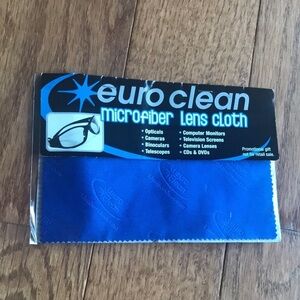 euro clean
microfiber lens cloth
• Opticals
• Cameras
• Binoculars
• Telescopes
• Computer Monitors
• Television Screens
• Camera Lenses
• CDs & DVDs
Promotional gift
not for retail sale.